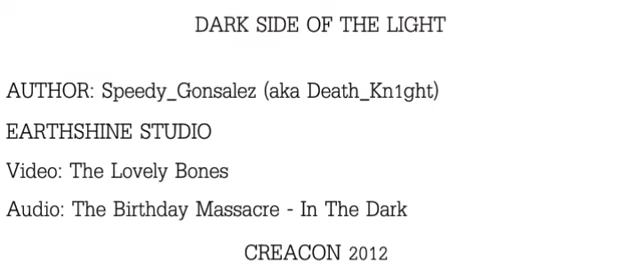 DARK SIDE OF THE LIGHT
AUTHOR: Speedy_Gonsalez (aka Death_Kn1ght)
EARTHSHINE STUDIO
Video: The Lovely Bones
Audio: The Birthday Massacre - In The Dark
CREACON 2012